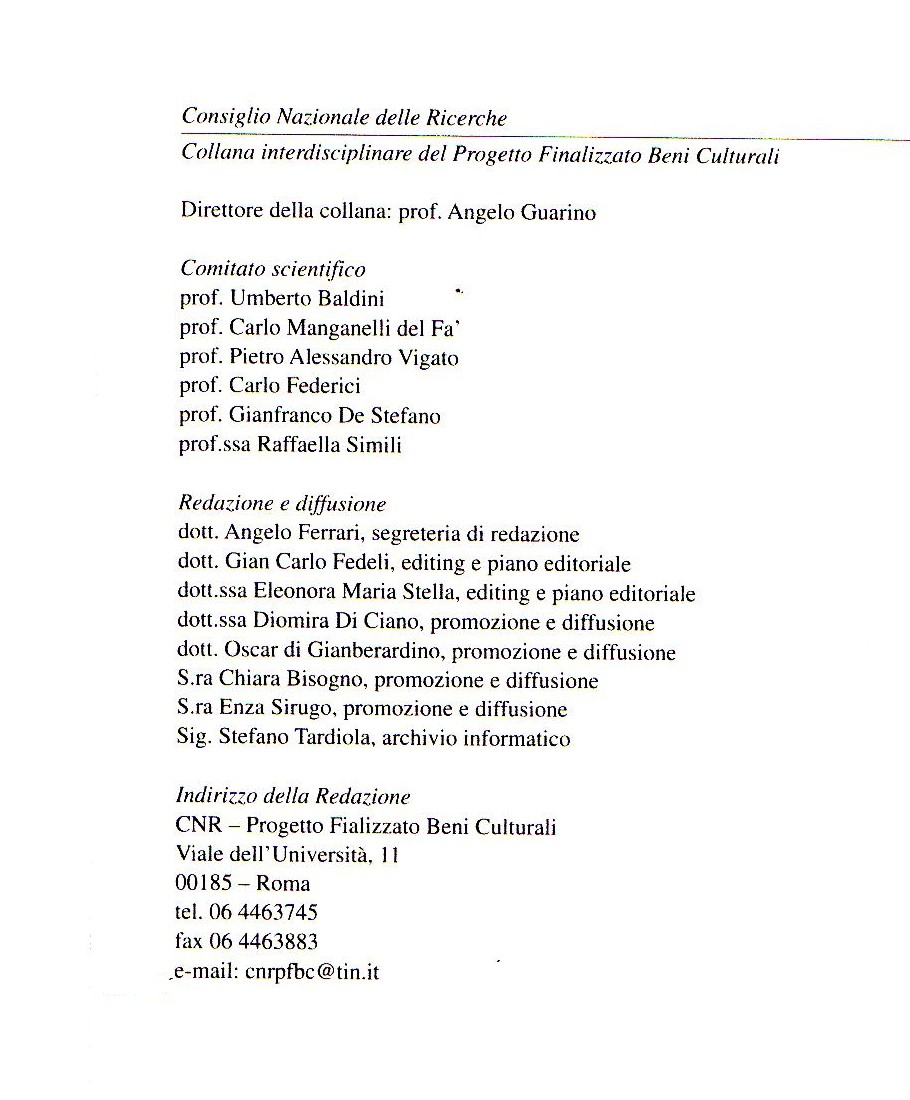 Consiglio Nazionale delle Ricerche
Collana interdisciplinare del Progetto Finalizzato Beni Culturali
Direttore della collana: prof. Angelo Guarino
Comitato scientifico
prof. Umberto Baldini
prof. Carlo Manganelli del Fa'
prof. Pietro Alessandro Vigato
prof. Carlo Federici
prof. Gianfranco De Stefano
prof.ssa Raffaella Simili
Redazione e diffusione
dott. Angelo Ferrari, segreteria di redazione
dott. Gian Carlo Fedeli, editing e piano editoriale
dott.ssa Eleonora Maria Stella, editing e piano editoriale
dott.ssa Diomira Di Ciano, promozione e diffusione
dott. Oscar di Gianberardino, promozione e diffusione
S.ra Chiara Bisogno, promozione e diffusione
S.ra Enza Sirugo, promozione e diffusione
Sig. Stefano Tardiola, archivio informatico
Indirizzo della Redazione
CNR – Progetto Fializzato Beni Culturali
Viale dell'Università, 11
00185 – Roma
tel. 06 4463745
fax 06 4463883
e-mail: cnrpfbc@tin.it